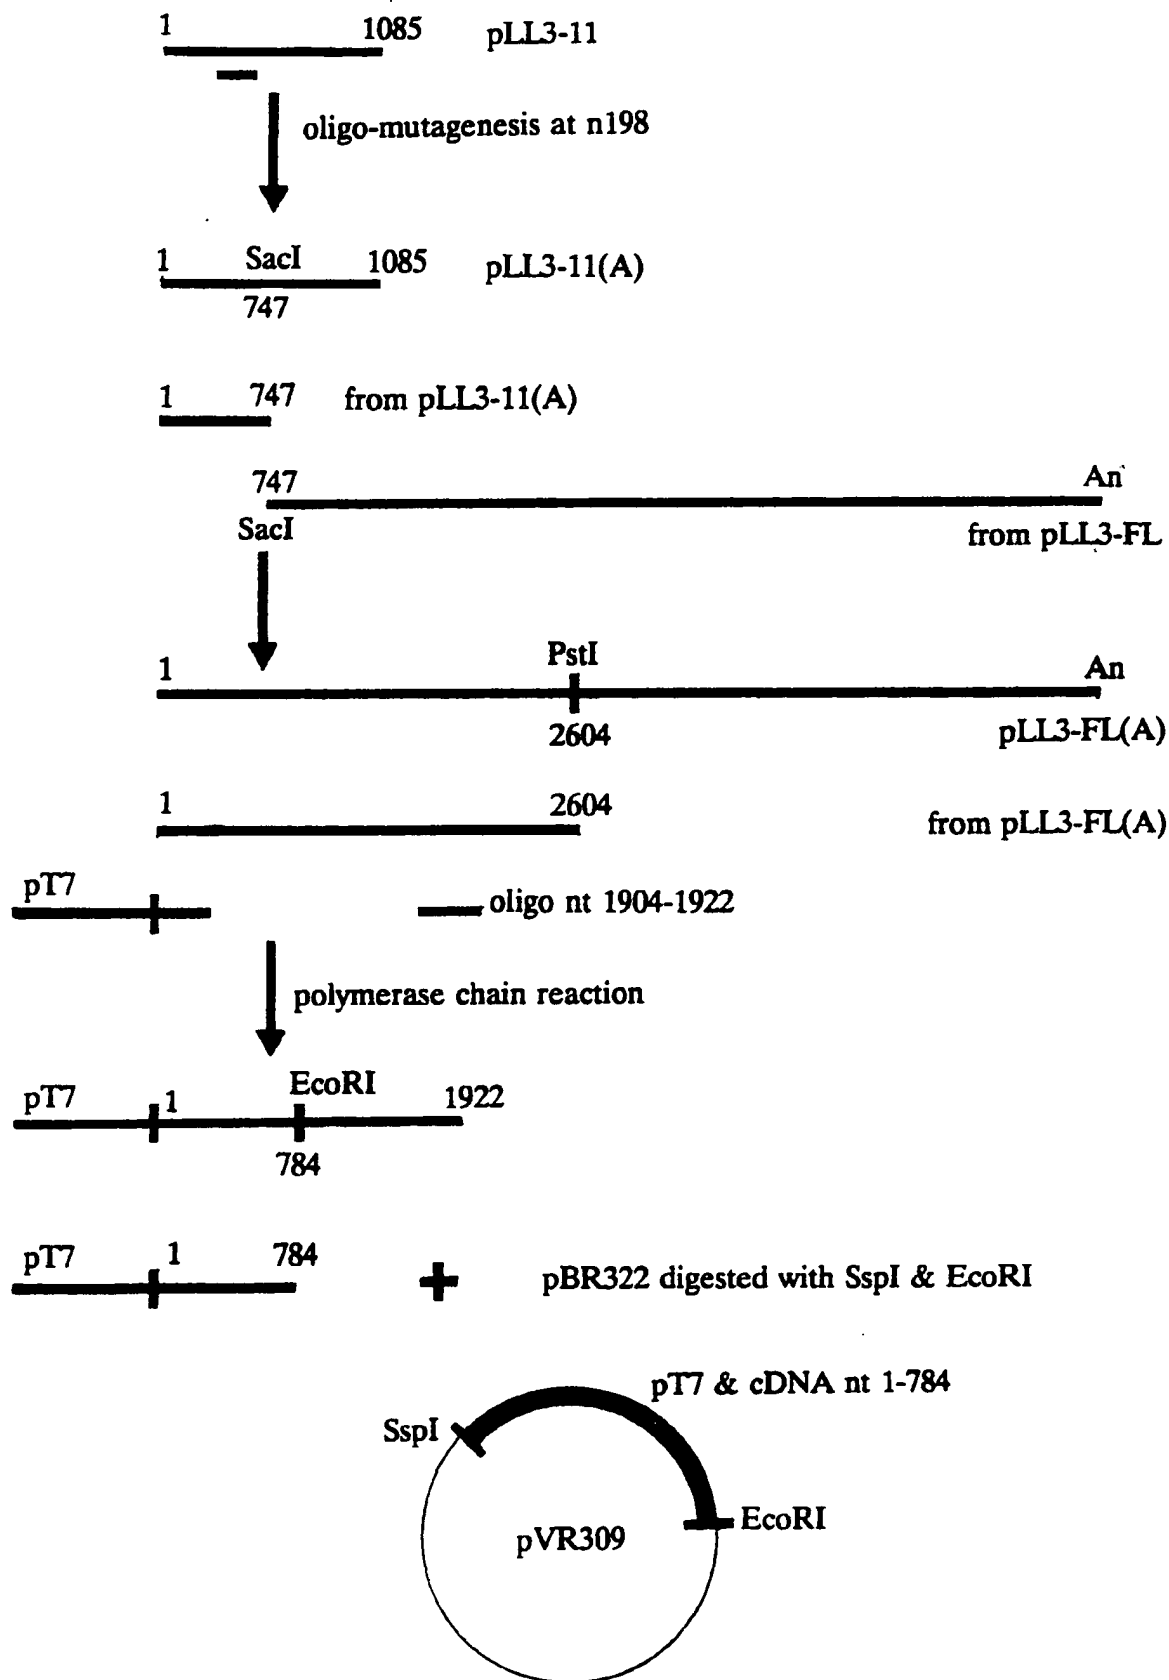 1 1085 pLL3-11
oligo-mutagenesis at n198
1 SacI 1085 pLL3-11(A)
747
1 747 from pLL3-11(A)
747 An
SacI from pLL3-FL
1 PstI An
2604 pLL3-FL(A)
1 2604 from pLL3-FL(A)
pT7 oligo nt 1904-1922
polymerase chain reaction
pT7 1 EcoRI 1922
784
pT7 1 784 + pBR322 digested with SspI & EcoRI
pT7 & cDNA nt 1-784
SspI
EcoRI
pVR309